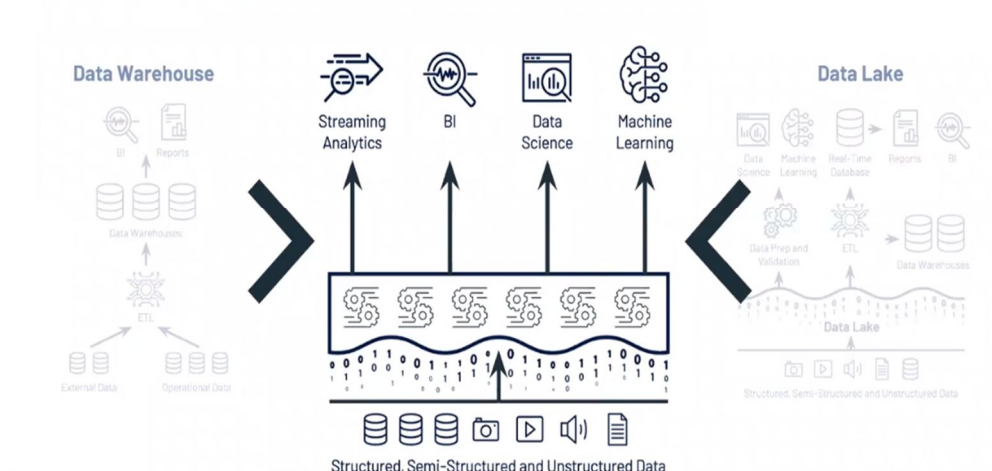 Data Warehouse
BI
Reports
Data Warehouses
ETL
External Data
Operational Data
Streaming
Analytics
BI
Data
Science
Machine
Learning
Structured, Semi-Structured and Unstructured Data
Data Lake
Data
Science
Machine
Learning
Real-Time
Database
Reports
BI
Data Prep and
Validation
ETL
Data Warehouses
Data Lake
Structured, Semi-Structured and Unstructured Data